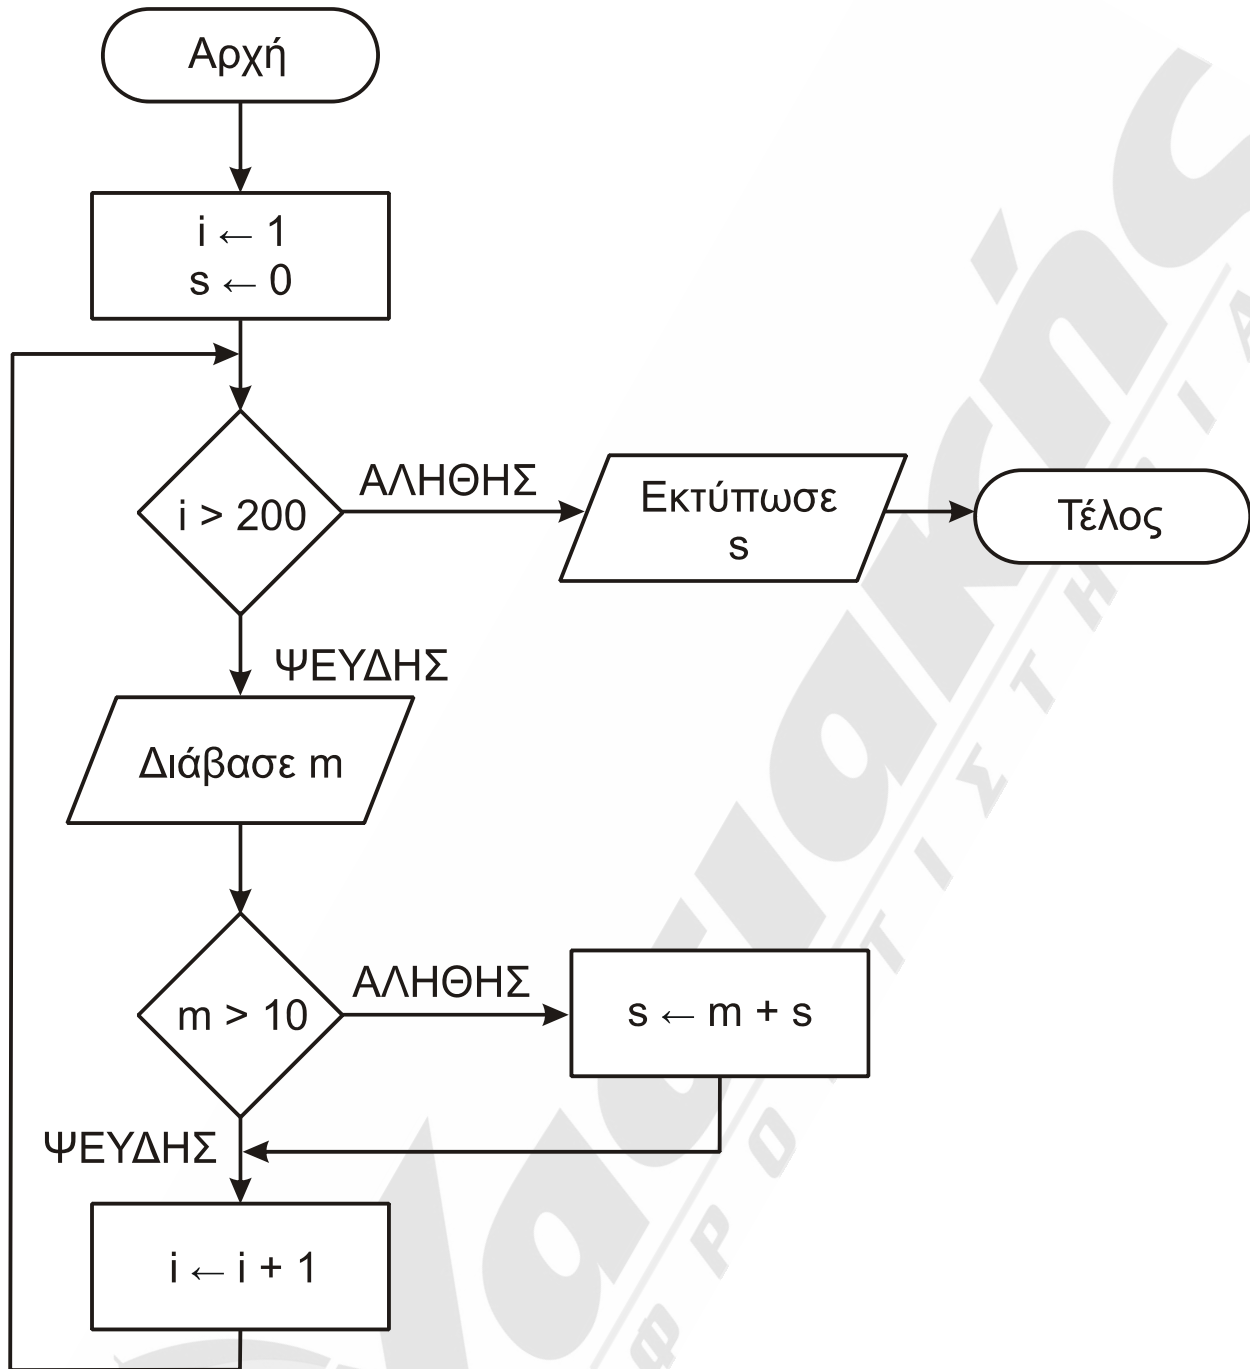 Αρχή
i ← 1
s ← 0
i > 200
ΑΛΗΘΗΣ
Εκτύπωσε
s
Τέλος
ΨΕΥΔΗΣ
Διάβασε m
m > 10
ΑΛΗΘΗΣ
s ← m + s
ΨΕΥΔΗΣ
i ← i + 1